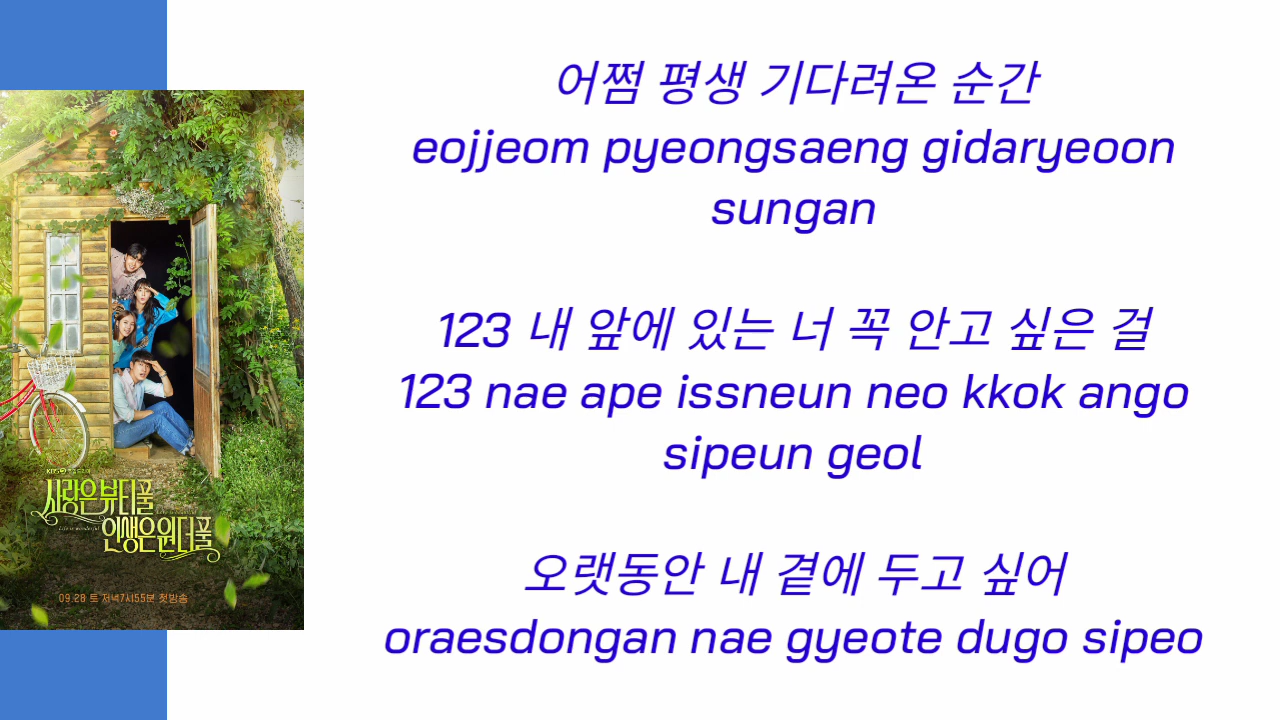 어쩜 평생 기다려온 순간
eojjeom pyeongsaeng gidaryeoon
sungan
123 내 앞에 있는 너 꼭 안고 싶은 걸
123 nae ape issneun neo kkok ango
sipeun geol
오랫동안 내 곁에 두고 싶어
oraesdongan nae gyeote dugo sipeo
사랑은 뷰티풀
인생은 원더풀